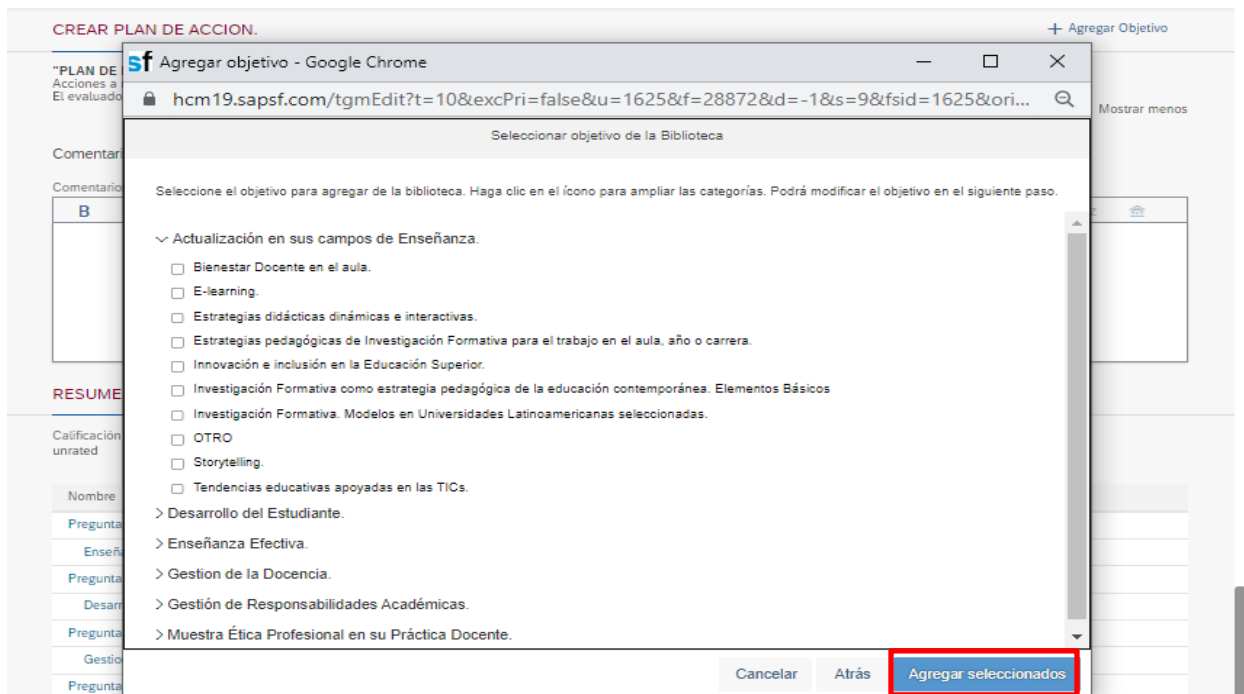 CREAR PLAN DE ACCION.
+ Agregar Objetivo
"PLAN DE
Acciones a
El evaluado
Mostrar menos
Comentari
Comentario
B
RESUME
Calificación
unrated
Nombre
Pregunta
Enseña
Pregunta
Desarr
Pregunta
Gestio
Pregunta
sf Agregar objetivo - Google Chrome
hcm19.sapsf.com/tgmEdit?t=10&excPri=false&u=1625&f=28872&d=-1&s=9&fsid=1625&ori...
Seleccionar objetivo de la Biblioteca
Seleccione el objetivo para agregar de la biblioteca. Haga clic en el ícono para ampliar las categorías. Podrá modificar el objetivo en el siguiente paso.
Actualización en sus campos de Enseñanza.
Bienestar Docente en el aula.
E-learning.
Estrategias didácticas dinámicas e interactivas.
Estrategias pedagógicas de Investigación Formativa para el trabajo en el aula, año o carrera.
Innovación e inclusión en la Educación Superior.
Investigación Formativa como estrategia pedagógica de la educación contemporánea. Elementos Básicos
Investigación Formativa. Modelos en Universidades Latinoamericanas seleccionadas.
OTRO
Storytelling.
Tendencias educativas apoyadas en las TICs.
Desarrollo del Estudiante.
Enseñanza Efectiva.
Gestion de la Docencia.
Gestión de Responsabilidades Académicas.
Muestra Ética Profesional en su Práctica Docente.
Cancelar Atrás Agregar seleccionados